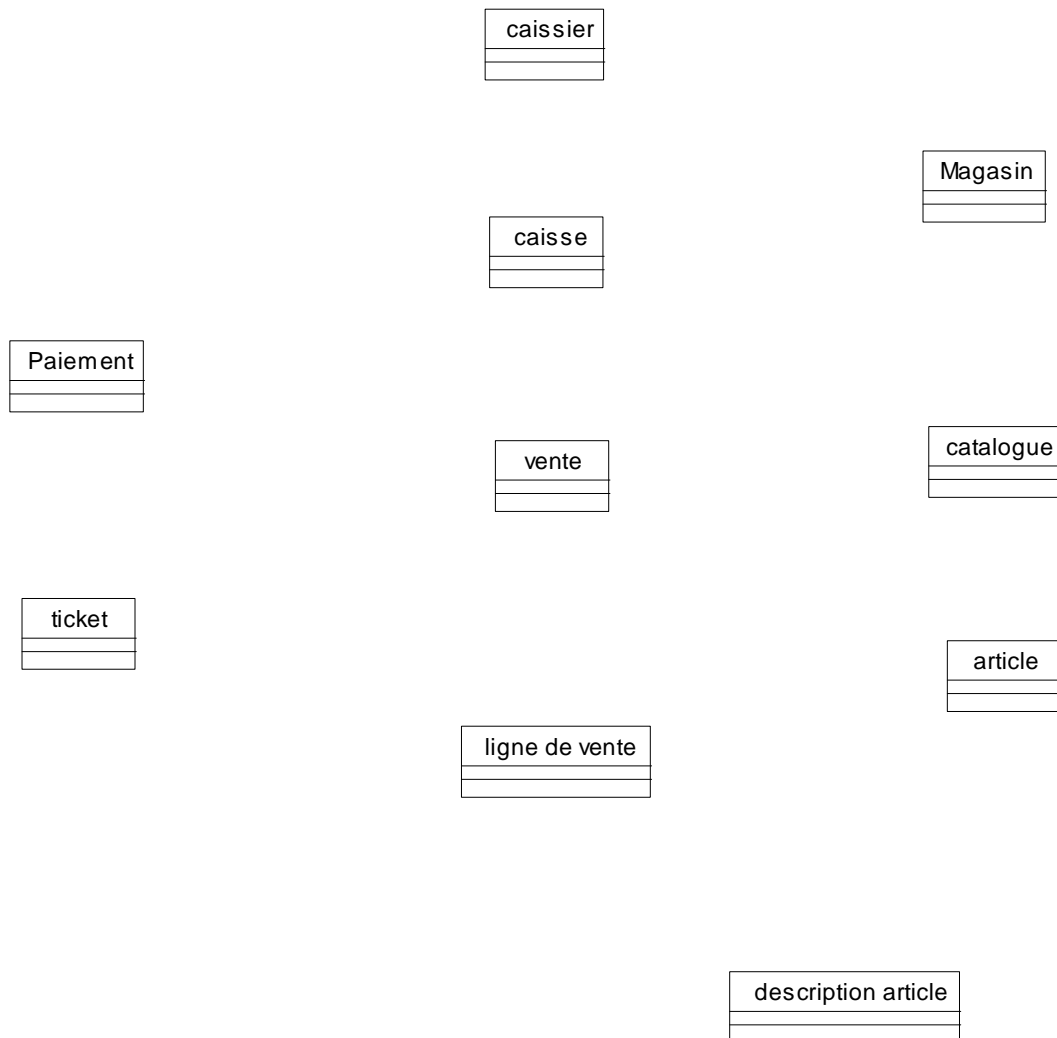 caissier
Magasin
caisse
Paiement
catalogue
vente
ticket
article
ligne de vente
description article